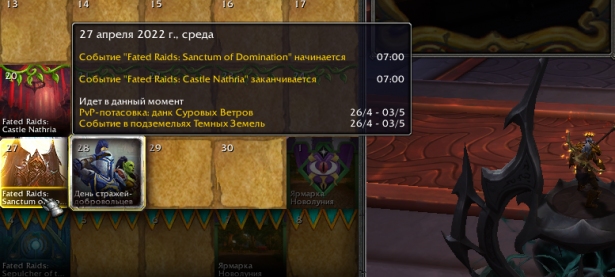 13
14
15
16
17
27 апреля 2022 г., среда
Событие "Fated Raids: Sanctum of Domination" начинается 07:00
Событие "Fated Raids: Castle Nathria" заканчивается 07:00
Идет в данный момент
PvP-потасовка: данк Суровых Ветров 26/4 - 03/5
Событие в подземельях Темных Земель 26/4 - 03/5
20
Fated Raids:
Castle Nathria
27
28
29
30
1
Fated Raids:
Sanctum o
День стражей-
добровольцев
Ярмарка
Новолуния
8
Fated Raids:
Sepulcher of t...
Ярмарка
Новолуния